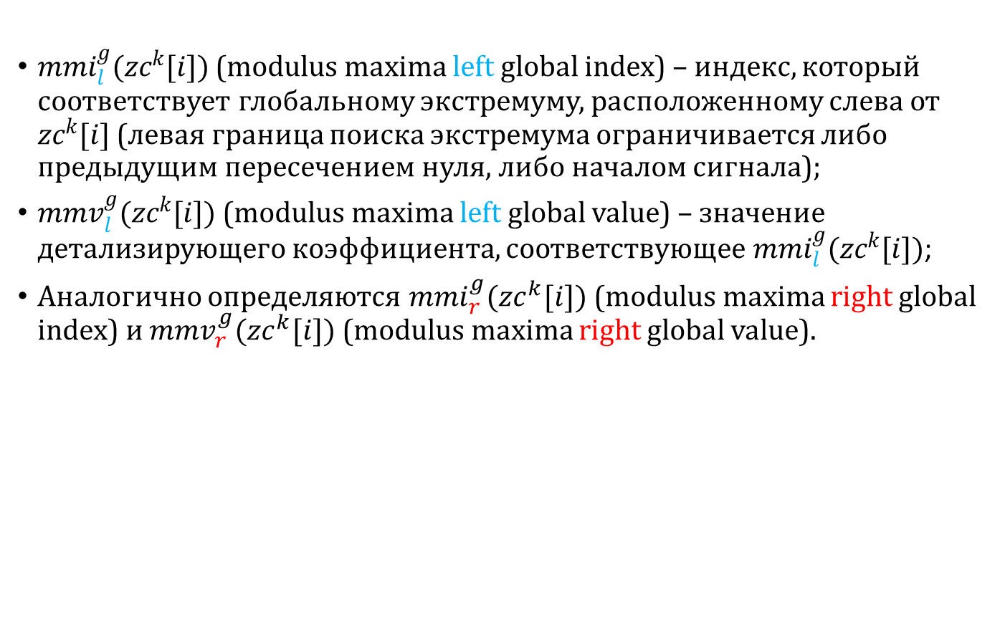 • $mmi_l^g(zc^k[i])$ (modulus maxima left global index) – индекс, который
соответствует глобальному экстремуму, расположенному слева от
$zc^k[i]$ (левая граница поиска экстремума ограничивается либо
предыдущим пересечением нуля, либо началом сигнала);
• $mmv_l^g(zc^k[i])$ (modulus maxima left global value) – значение
детализирующего коэффициента, соответствующее $mmi_l^g(zc^k[i])$;
• Аналогично определяются $mmi_r^g(zc^k[i])$ (modulus maxima right global
index) и $mmv_r^g(zc^k[i])$ (modulus maxima right global value).